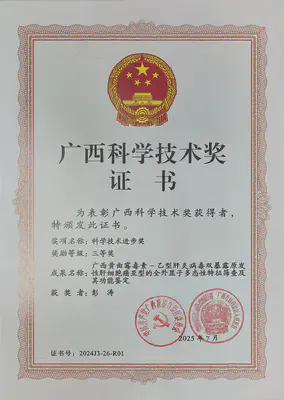 广西科学技术奖
证书
为表彰广西科学技术奖获得者，
特颁发此证书。
奖项名称：科学技术进步奖
奖励等级：三等奖
成果名称：广西黄曲霉毒素-乙型肝炎病毒双暴露原发
性肝细胞癌亚型的全外显子多态性特征筛查及
其功能鉴定
获奖者：彭涛
2025年7月
证书号：2024J3-26-R01